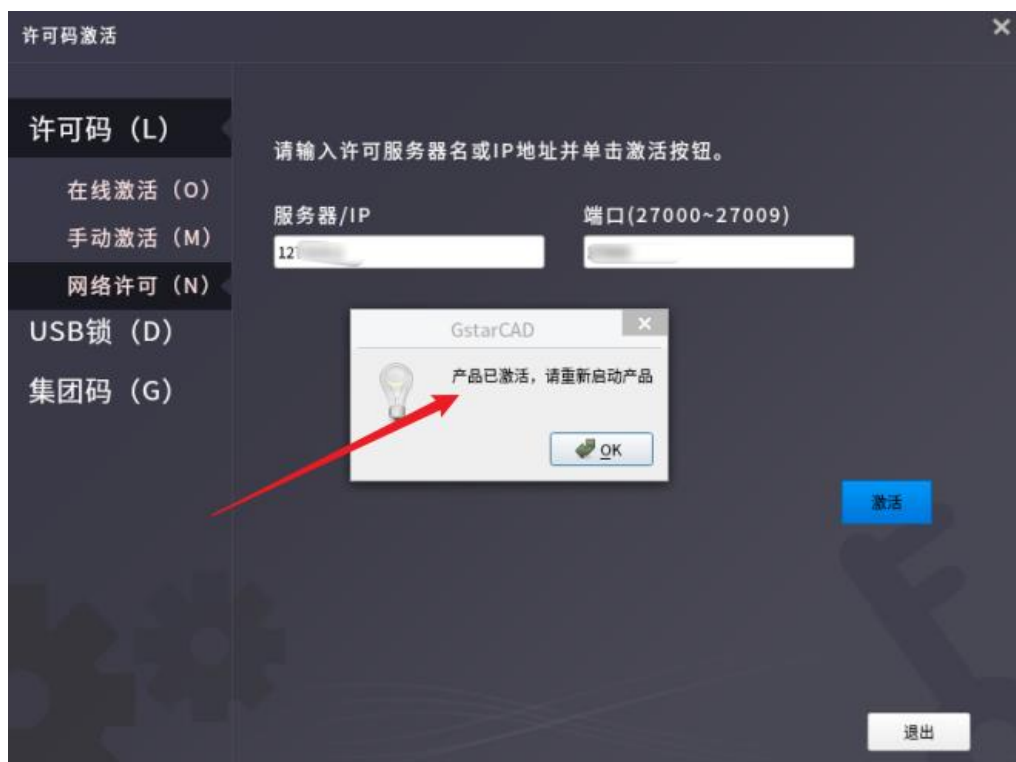 许可码激活
许可码（L）
在线激活（O）
手动激活（M）
网络许可（N）
USB锁（D）
集团码（G）
请输入许可服务器名或IP地址并单击激活按钮。
服务器/IP 端口(27000~27009)
12
GstarCAD
产品已激活，请重新启动产品
OK
激活
退出